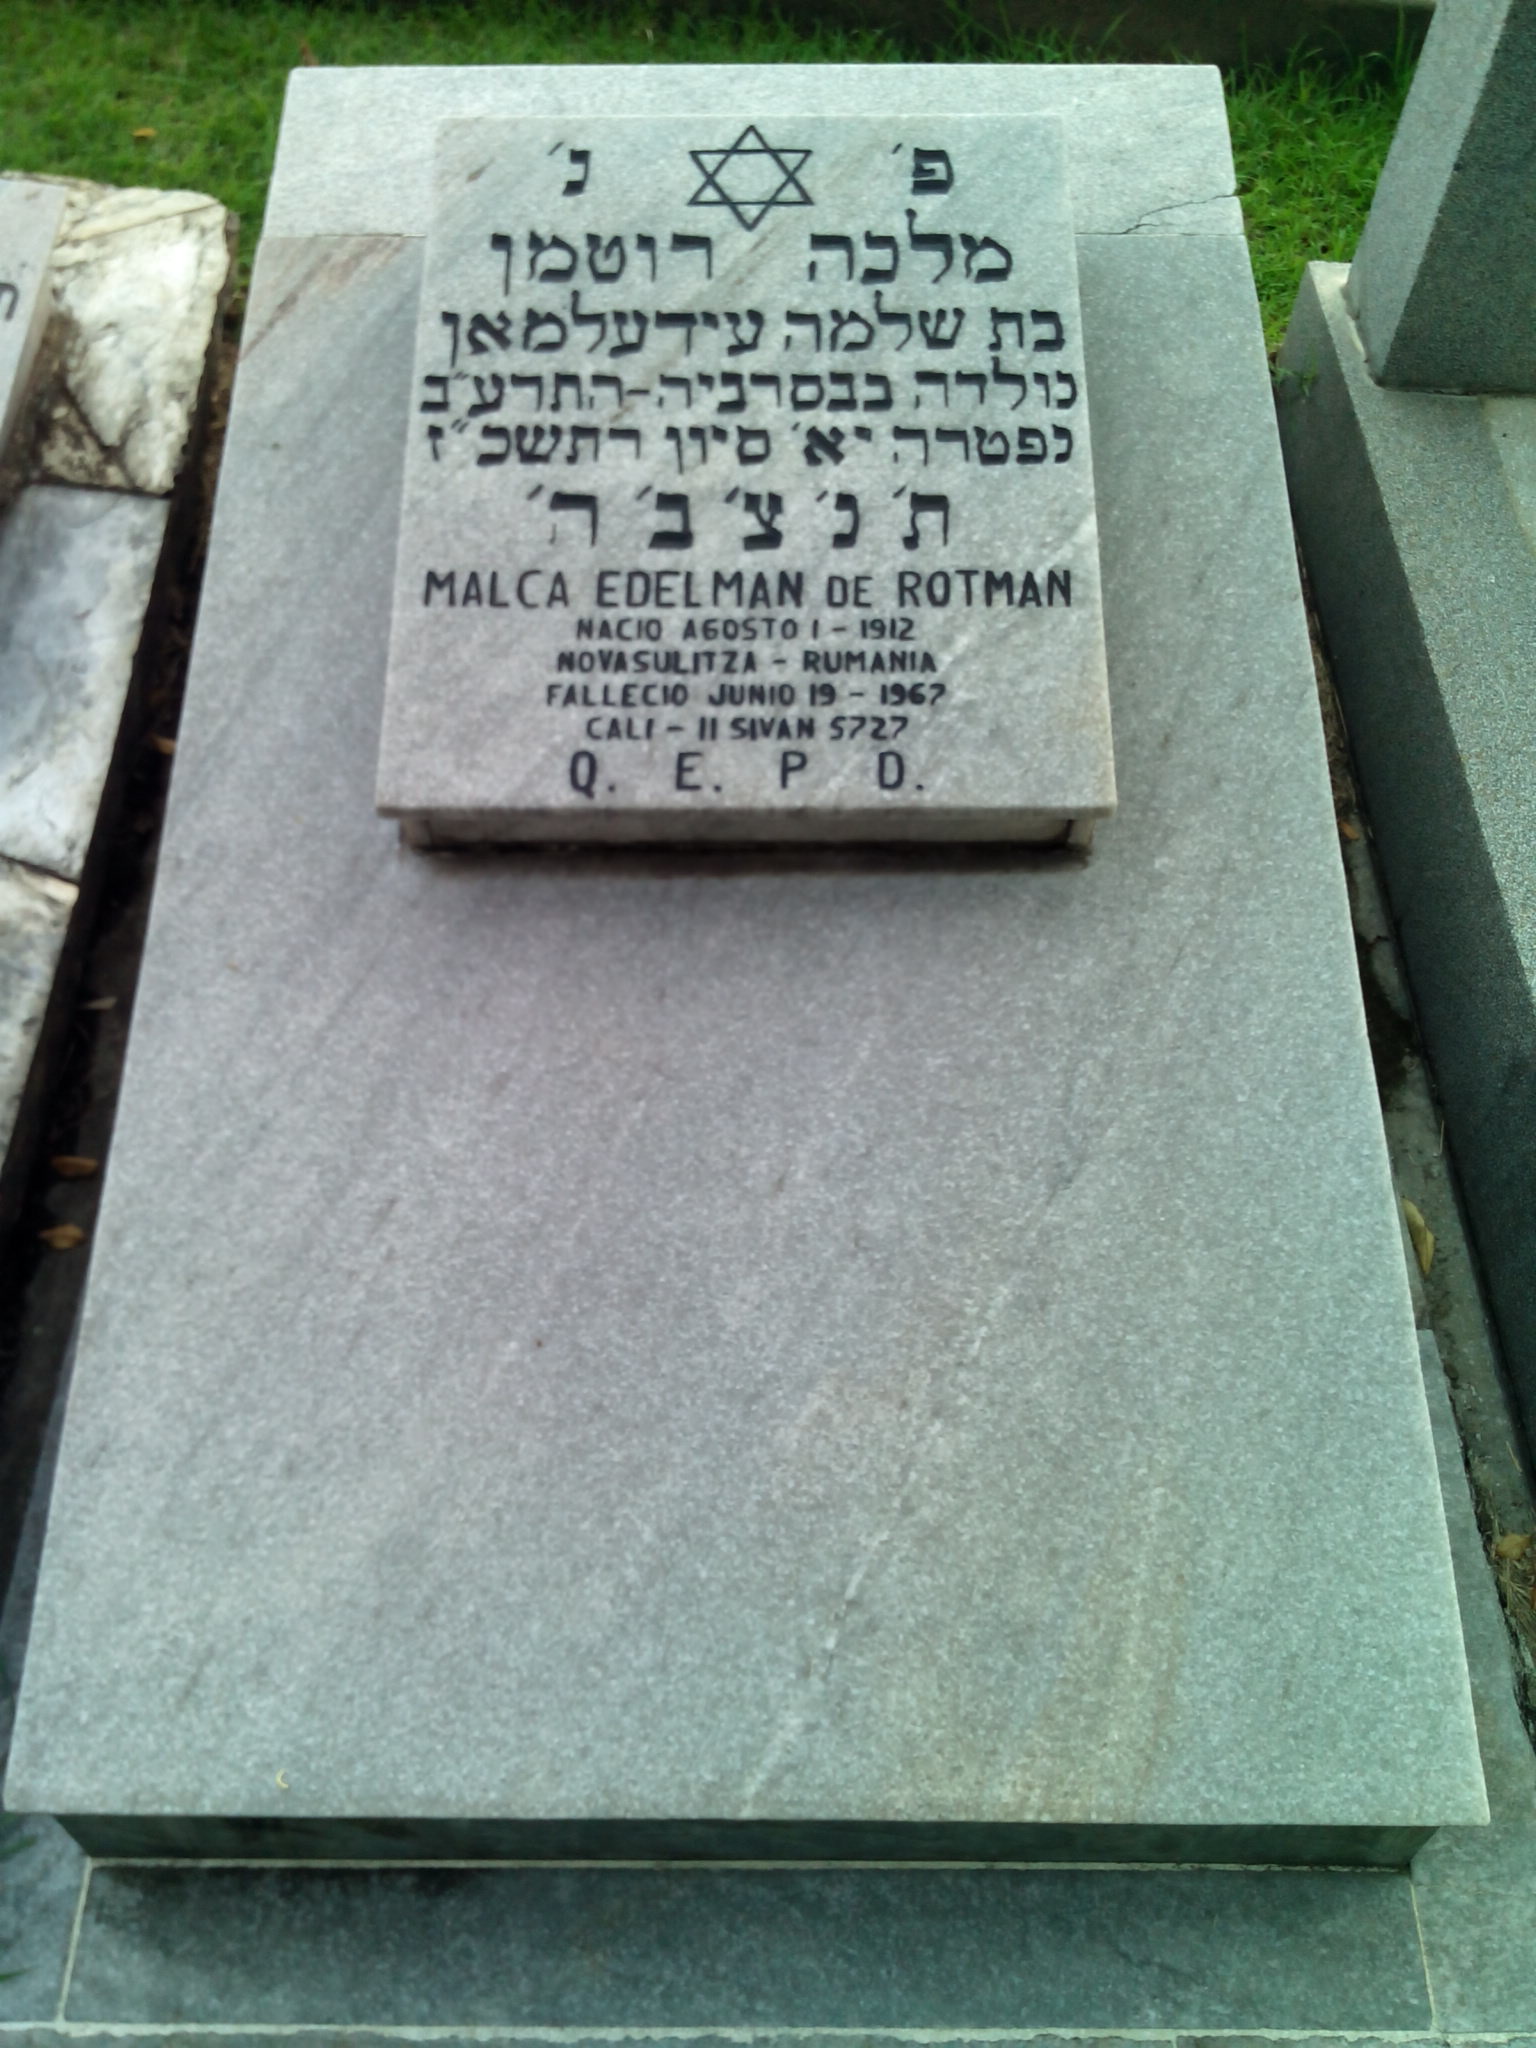 פ׳ נ׳
מלכה רוטמן
בת שלמה עידעלמאן
נולדה בבסרביה-התרע״ב
נפטרה יא׳ סיון רתשכ״ז
ת׳ נ׳ צ׳ ב׳ ה׳
MALCA EDELMAN DE ROTMAN
NACIO AGOSTO 1 - 1912
NOVASULITZA - RUMANIA
FALLECIO JUNIO 19 - 1967
CALI - 11 SIVAN 5727
Q. E. P D.